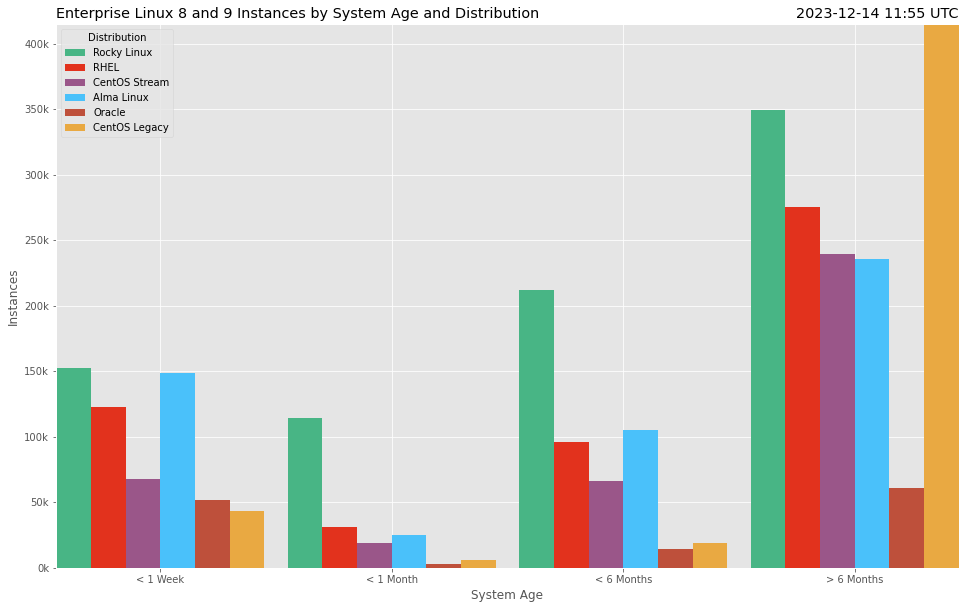 Enterprise Linux 8 and 9 Instances by System Age and Distribution
2023-12-14 11:55 UTC
Distribution
Rocky Linux
RHEL
CentOS Stream
Alma Linux
Oracle
CentOS Legacy
400k
350k
300k
250k
200k
150k
100k
50k
0k
Instances
< 1 Week
< 1 Month
< 6 Months
> 6 Months
System Age